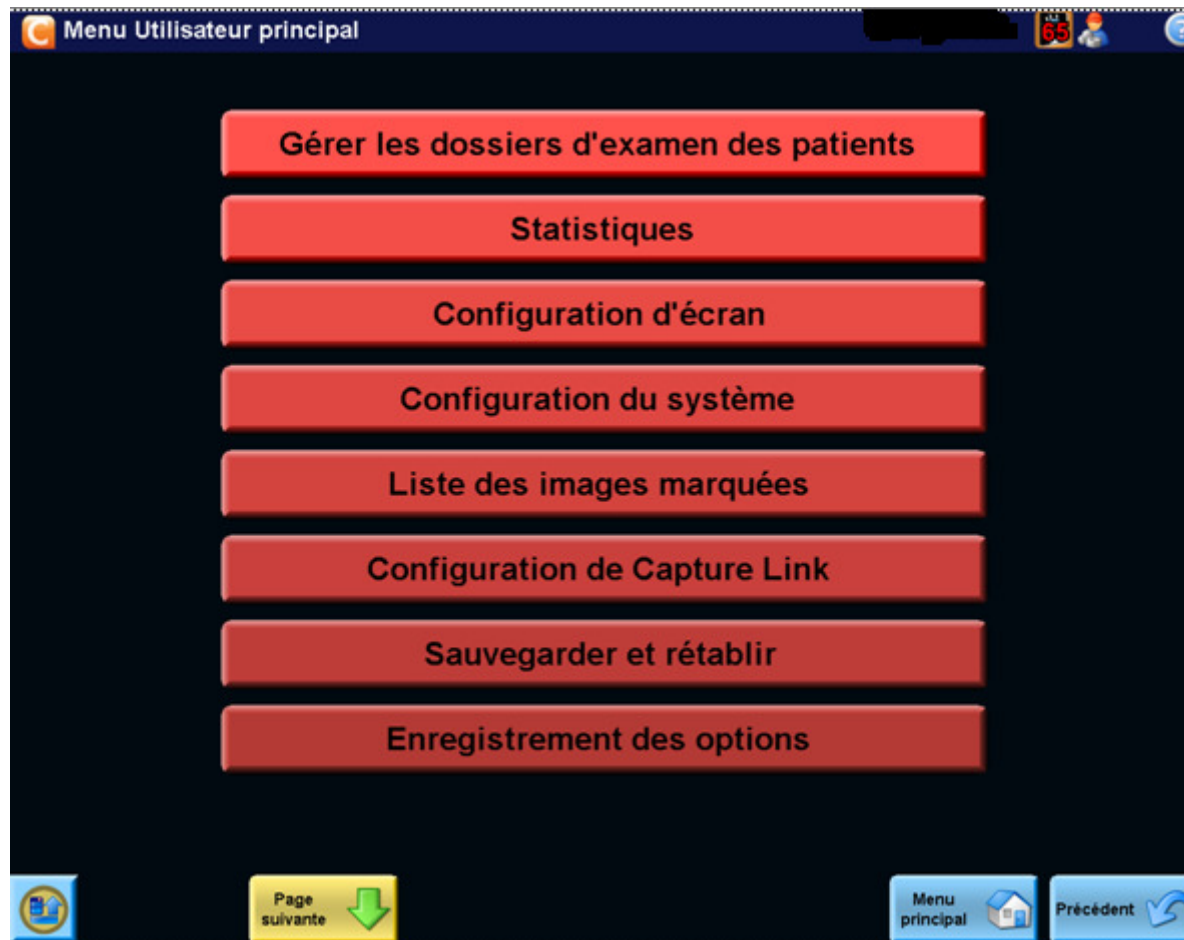 C Menu Utilisateur principal
65
?
Gérer les dossiers d'examen des patients
Statistiques
Configuration d'écran
Configuration du système
Liste des images marquées
Configuration de Capture Link
Sauvegarder et rétablir
Enregistrement des options
Page
suivante
Menu
principal
Précédent